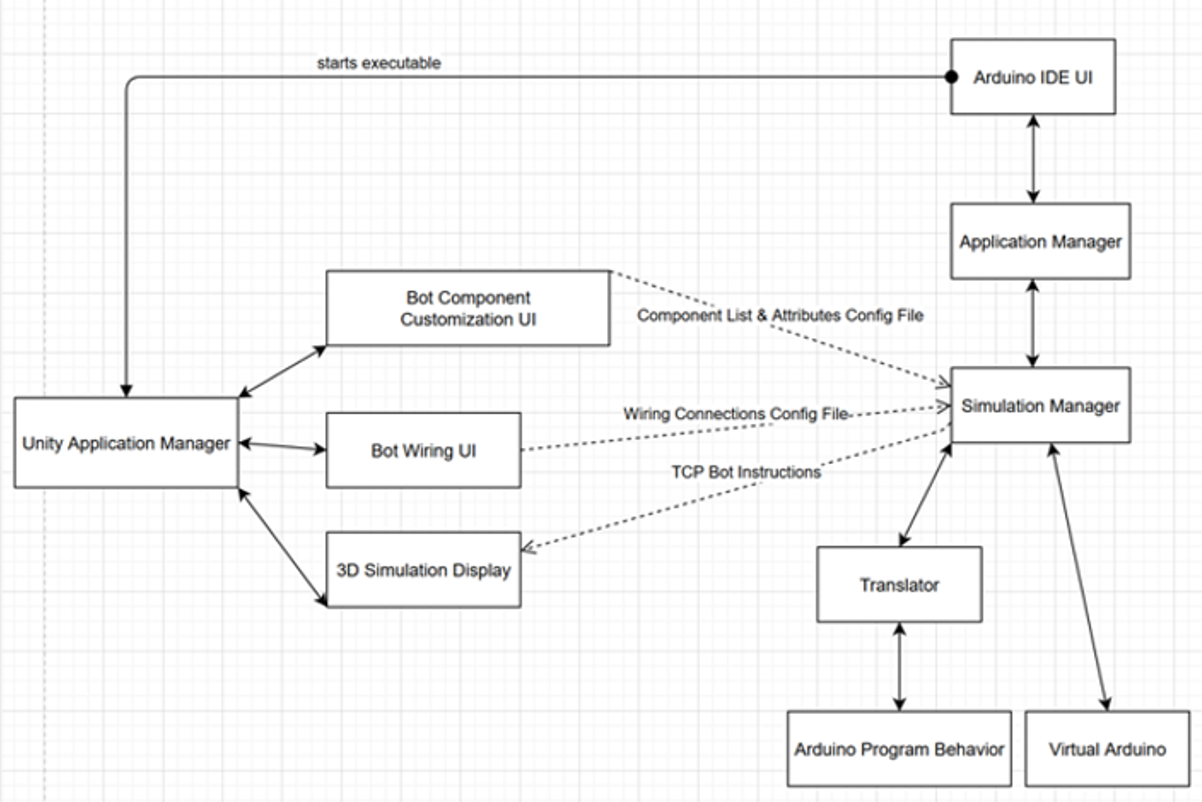 starts executable
Arduino IDE UI
Application Manager
Bot Component
Customization UI
Component List & Attributes Config File
Simulation Manager
Wiring Connections Config File
Unity Application Manager
Bot Wiring UI
TCP Bot Instructions
3D Simulation Display
Translator
Arduino Program Behavior
Virtual Arduino